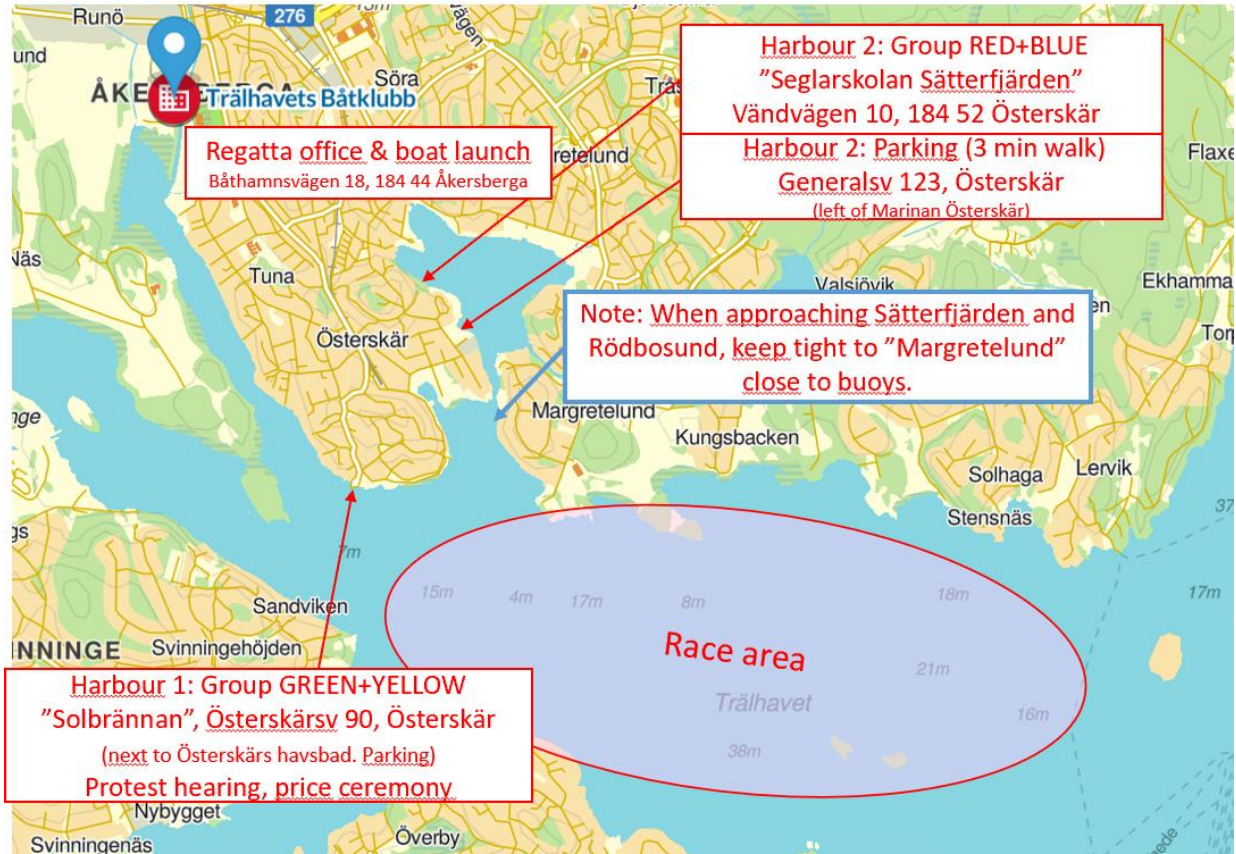 Runö
276
13m
Söra
ÅKE
Trälhavets Båtklubb
Regatta office & boat launch
Båthamnsvägen 18, 184 44 Åkersberga
Harbour 2: Group RED+BLUE
”Seglarskolan Sätterfjärden”
Vändvägen 10, 184 52 Österskär
Harbour 2: Parking (3 min walk)
Generalsv 123, Österskär
(left of Marinan Österskär)
Näs
Tuna
Österskär
Valsjövik
Note: When approaching Sätterfjärden and
Rödbosund, keep tight to ”Margretelund”
close to buoys.
Margretelund
Kungsbacken
Solhaga
Lervik
Stensnäs
37
7m
15m
4m
17m
8m
18m
17m
Sandviken
Svinningehöjden
Race area
21m
Trälhavet
16m
38m
Harbour 1: Group GREEN+YELLOW
”Solbrännan”, Österskärsv 90, Österskär
(next to Österskärs havsbad. Parking)
Protest hearing, price ceremony
Nybygget
Svinningenäs
Överby